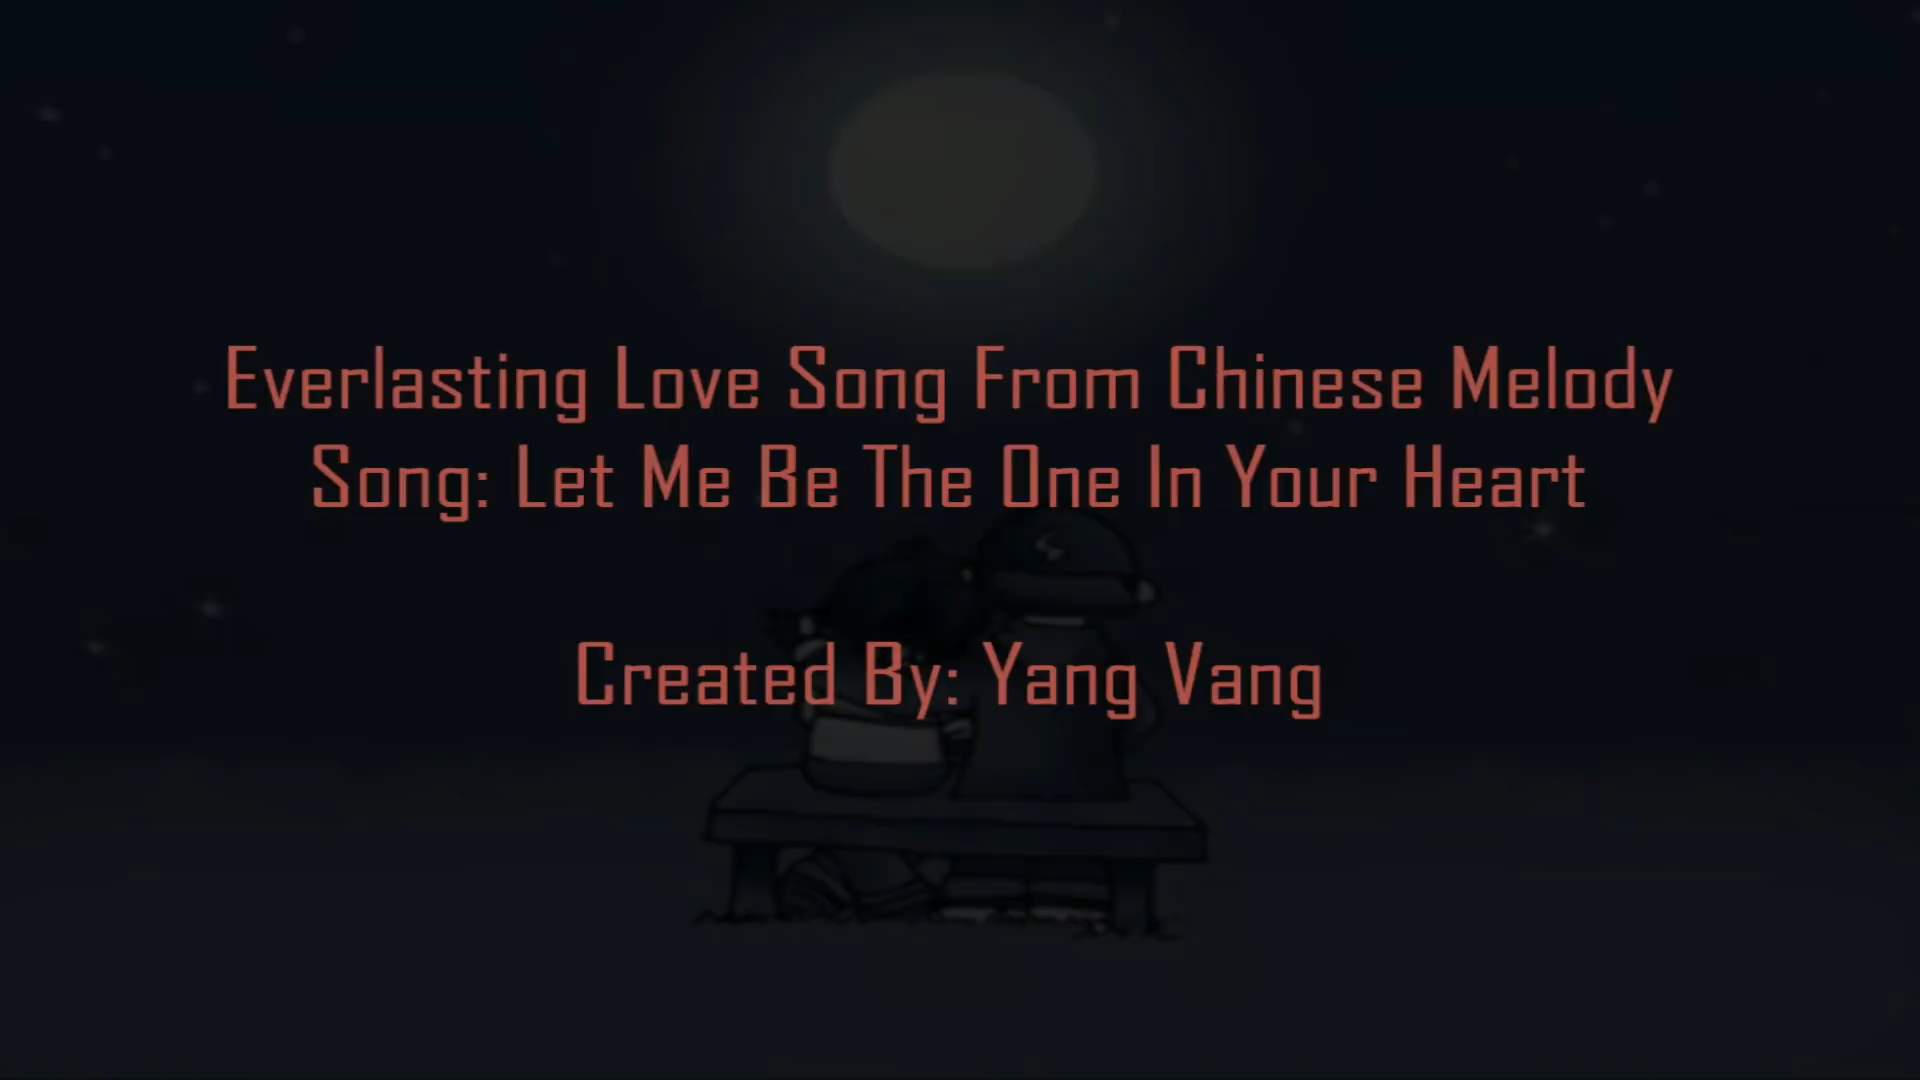 Everlasting Love Song From Chinese Melody
Song: Let Me Be The One In Your Heart
Created By: Yang Vang